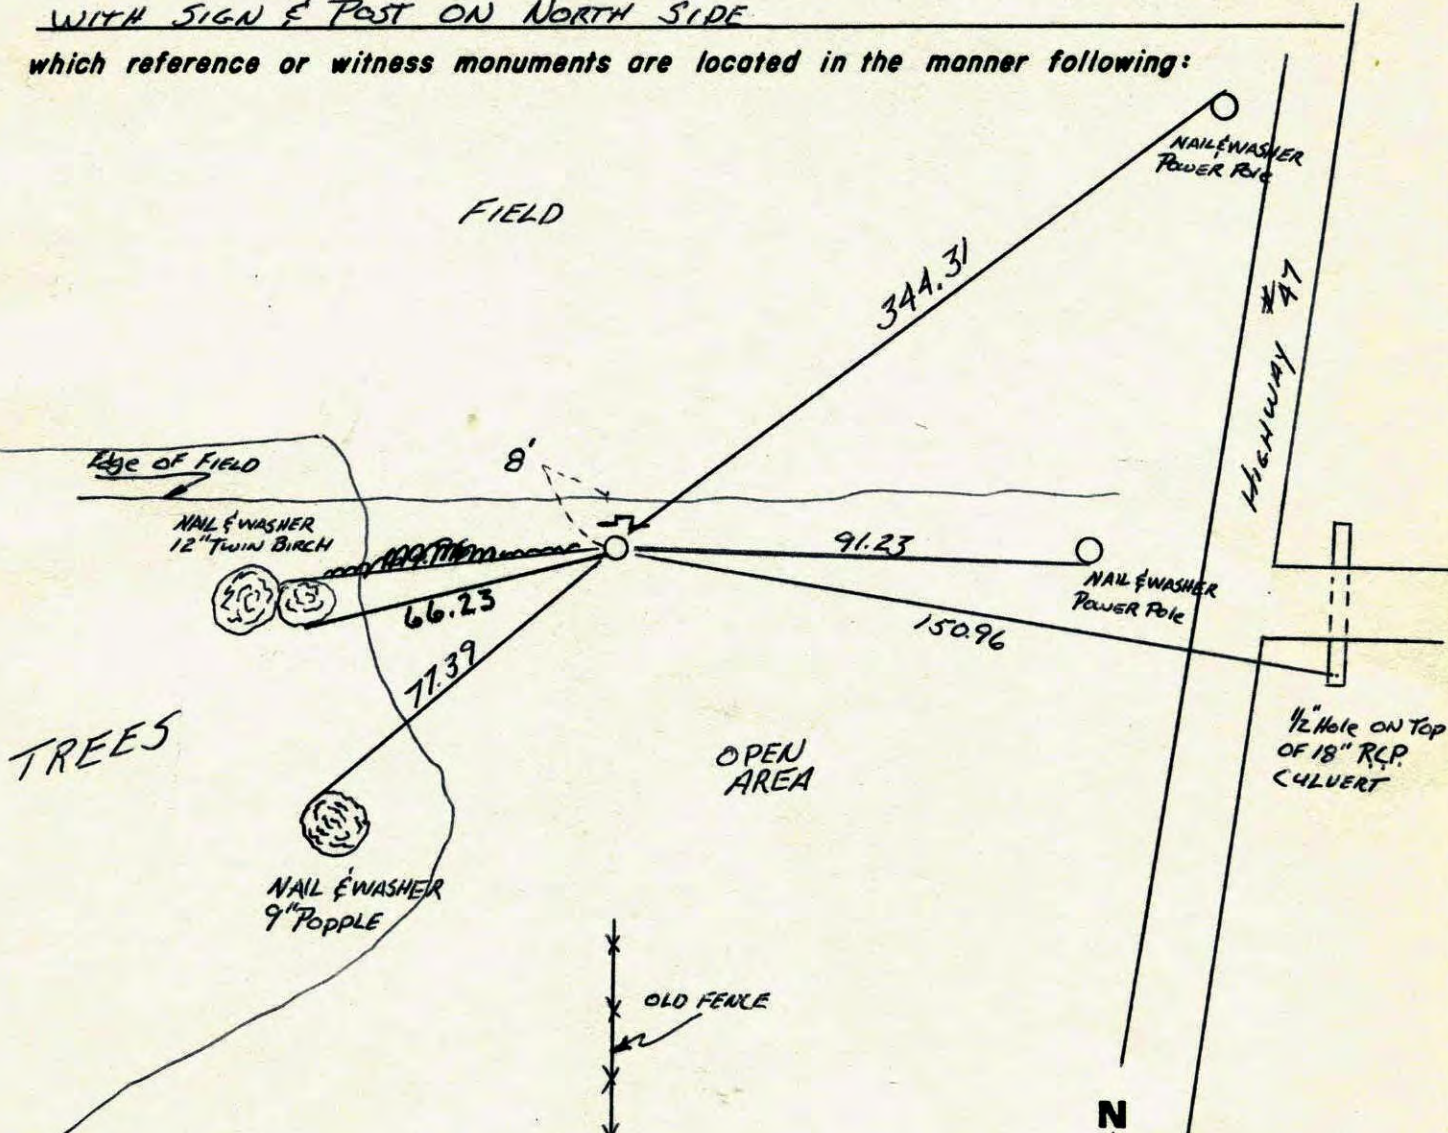 WITH SIGN & POST ON NORTH SIDE
which reference or witness monuments are located in the manner following:
NAIL & WASHER
POWER POLE
FIELD
344.31
HIGHWAY #47
8'
Edge OF FIELD
NAIL & WASHER
12" TWIN BIRCH
91.23
NAIL & WASHER
POWER POLE
66.23
150.96
77.39
TREES
OPEN
AREA
1/2" Hole ON TOP
OF 18" R.C.P.
CULVERT
NAIL & WASHER
9" POPPLE
OLD FENCE
N